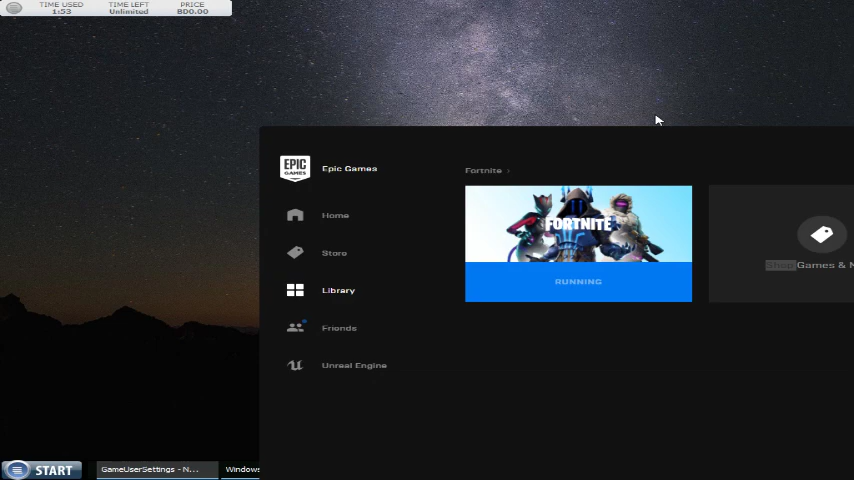 TIME USED TIME LEFT PRICE
1:53 Unlimited BD0.00
EPIC GAMES
Epic Games
Fortnite
Home
FORTNITE
Store
Shop Games & N
RUNNING
Library
Friends
Unreal Engine
START
GameUserSettings - N...
Windows